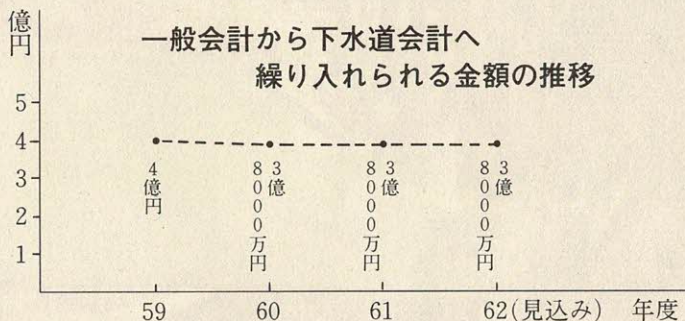 億円
一般会計から下水道会計へ
繰り入れられる金額の推移
5
4
3
2
1
4億円
3億8000万円
3億8000万円
3億8000万円
59 60 61 62(見込み) 年度